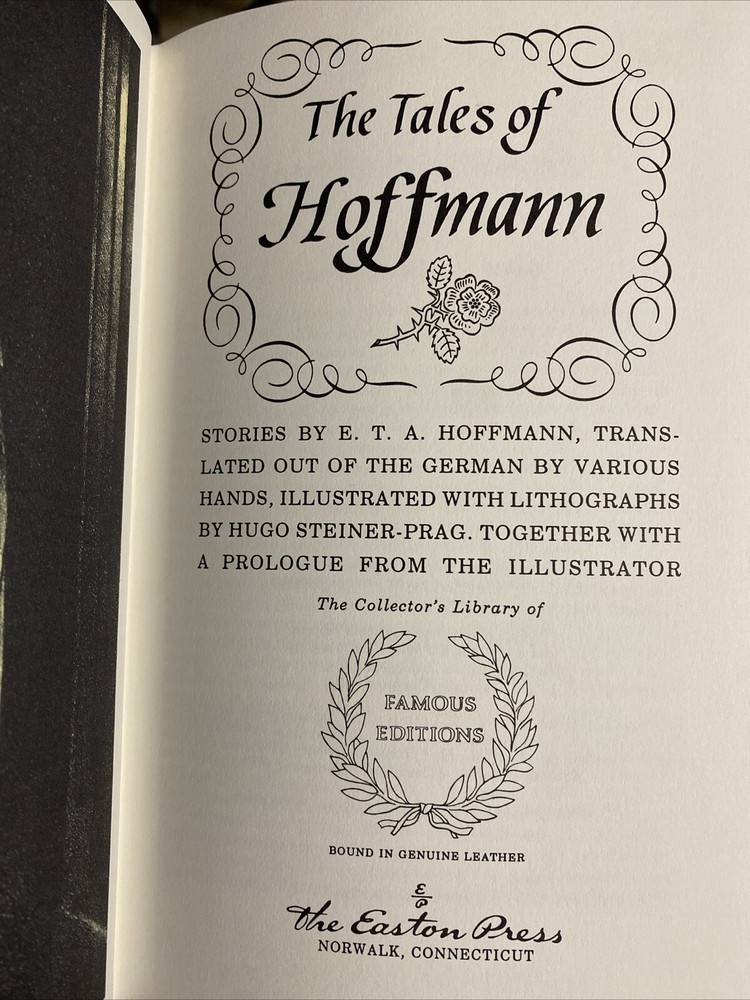 The Tales of
Hoffmann
STORIES BY E. T. A. HOFFMANN, TRANS-
LATED OUT OF THE GERMAN BY VARIOUS
HANDS, ILLUSTRATED WITH LITHOGRAPHS
BY HUGO STEINER-PRAG. TOGETHER WITH
A PROLOGUE FROM THE ILLUSTRATOR
The Collector's Library of
FAMOUS
EDITIONS
BOUND IN GENUINE LEATHER
E
P
The Easton Press
NORWALK, CONNECTICUT